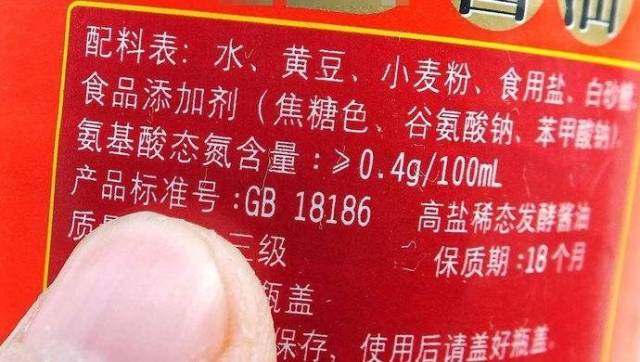 酱油
配料表: 水、黄豆、小麦粉、食用盐、白砂糖
食品添加剂(焦糖色、谷氨酸钠、苯甲酸钠).
氨基酸态氮含量:≥0.4g/100mL
产品标准号:GB 18186 高盐稀态发酵酱油
质 三级 保质期:18个月
瓶盖
保存, 使用后请盖好瓶盖.